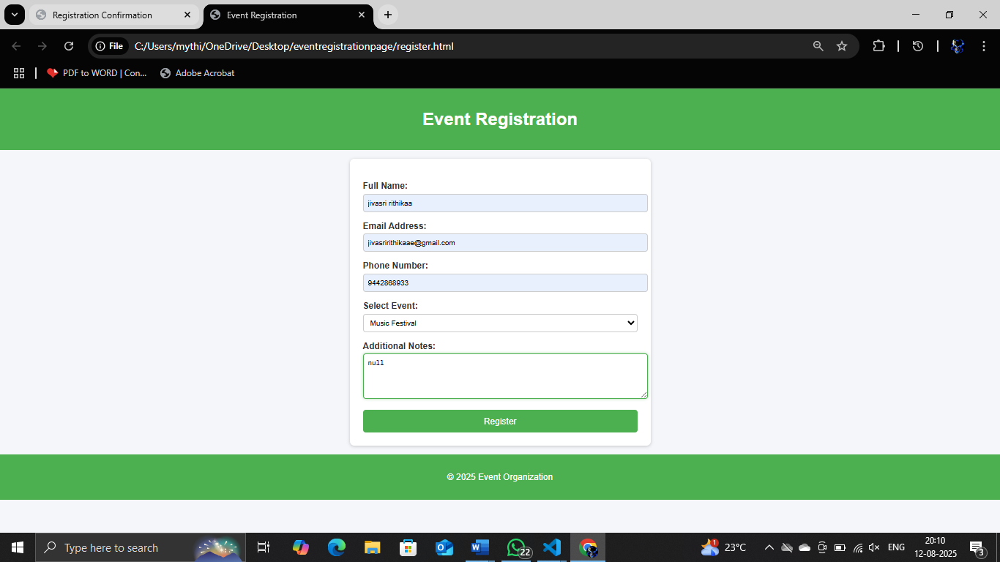 Registration Confirmation
Event Registration
File C:/Users/mythi/OneDrive/Desktop/eventregistrationpage/register.html
PDF to WORD | Con... Adobe Acrobat
Event Registration
Full Name:
jivasri rithikaa
Email Address:
jivasririthikaae@gmail.com
Phone Number:
9442868933
Select Event:
Music Festival
Additional Notes:
null
Register
© 2025 Event Organization
Type here to search
22
1
23°C
ENG
20:10
12-08-2025
3